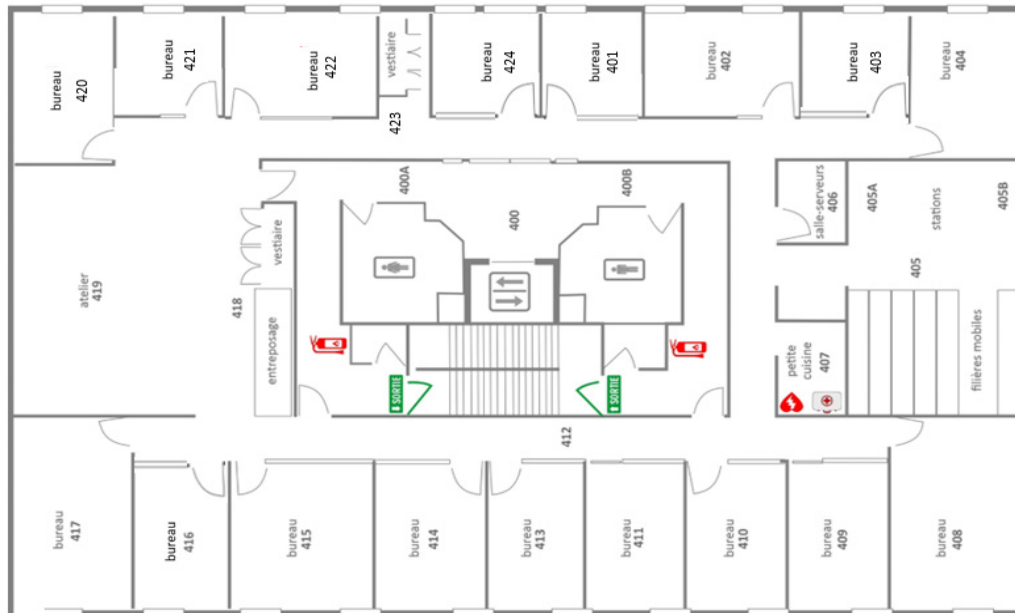 bureau
420
bureau
421
bureau
422
vestiaire
423
bureau
424
bureau
401
bureau
402
bureau
403
bureau
404
400A
400
400B
salle-serveurs
406
405A
stations
405B
405
atelier
419
418
vestiaire
entreposage
SORTIE
SORTIE
petite
cuisine
407
filières mobiles
412
bureau
417
bureau
416
bureau
415
bureau
414
bureau
413
bureau
411
bureau
410
bureau
409
bureau
408